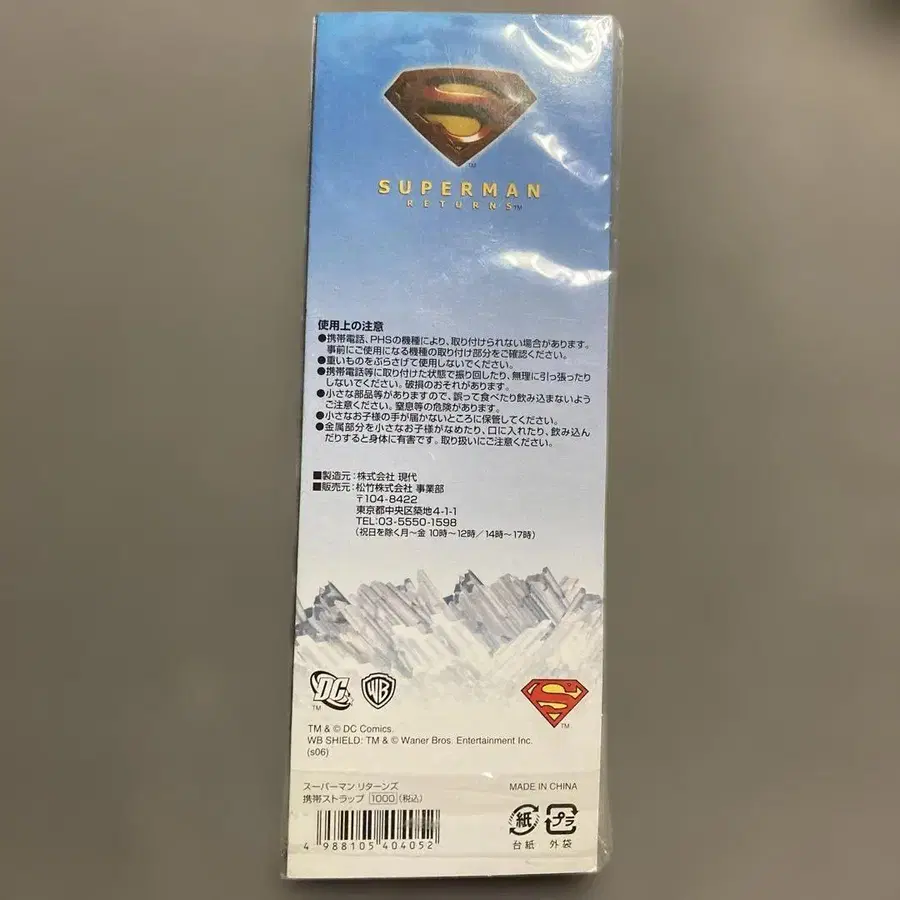 SUPERMAN
RETURNS™
使用上の注意
●携帯電話、PHSの機種により、取り付けられない場合があります。
事前にご使用になる機種の取り付け部分をご確認ください。
●重いものをぶらさげて使用しないでください。
●携帯電話等に取り付けた状態で振り回したり、無理に引っ張ったり
しないでください。破損のおそれがあります。
●小さな部品等がありますので、誤って食べたり飲み込まないよう
ご注意ください。窒息等の危険があります。
●小さなお子様の手が届かないところに保管してください。
●金属部分を小さなお子様がなめたり、口に入れたり、飲み込ん
だりすると身体に有害です。取り扱いにご注意ください。
■製造元:株式会社 現代
■販売元:松竹株式会社 事業部
〒104-8422
東京都中央区築地4-1-1
TEL:03-5550-1598
(祝日を除く月～金 10時～12時/14時～17時)
DC
WB
TM
TM
TM & © DC Comics.
WB SHIELD: TM & © Waner Bros. Entertainment Inc.
(s06)
スーパーマン リターンズ
携帯ストラップ 1000 (税込)
MADE IN CHINA
4 988105 404052
紙
プラ
台紙
外袋